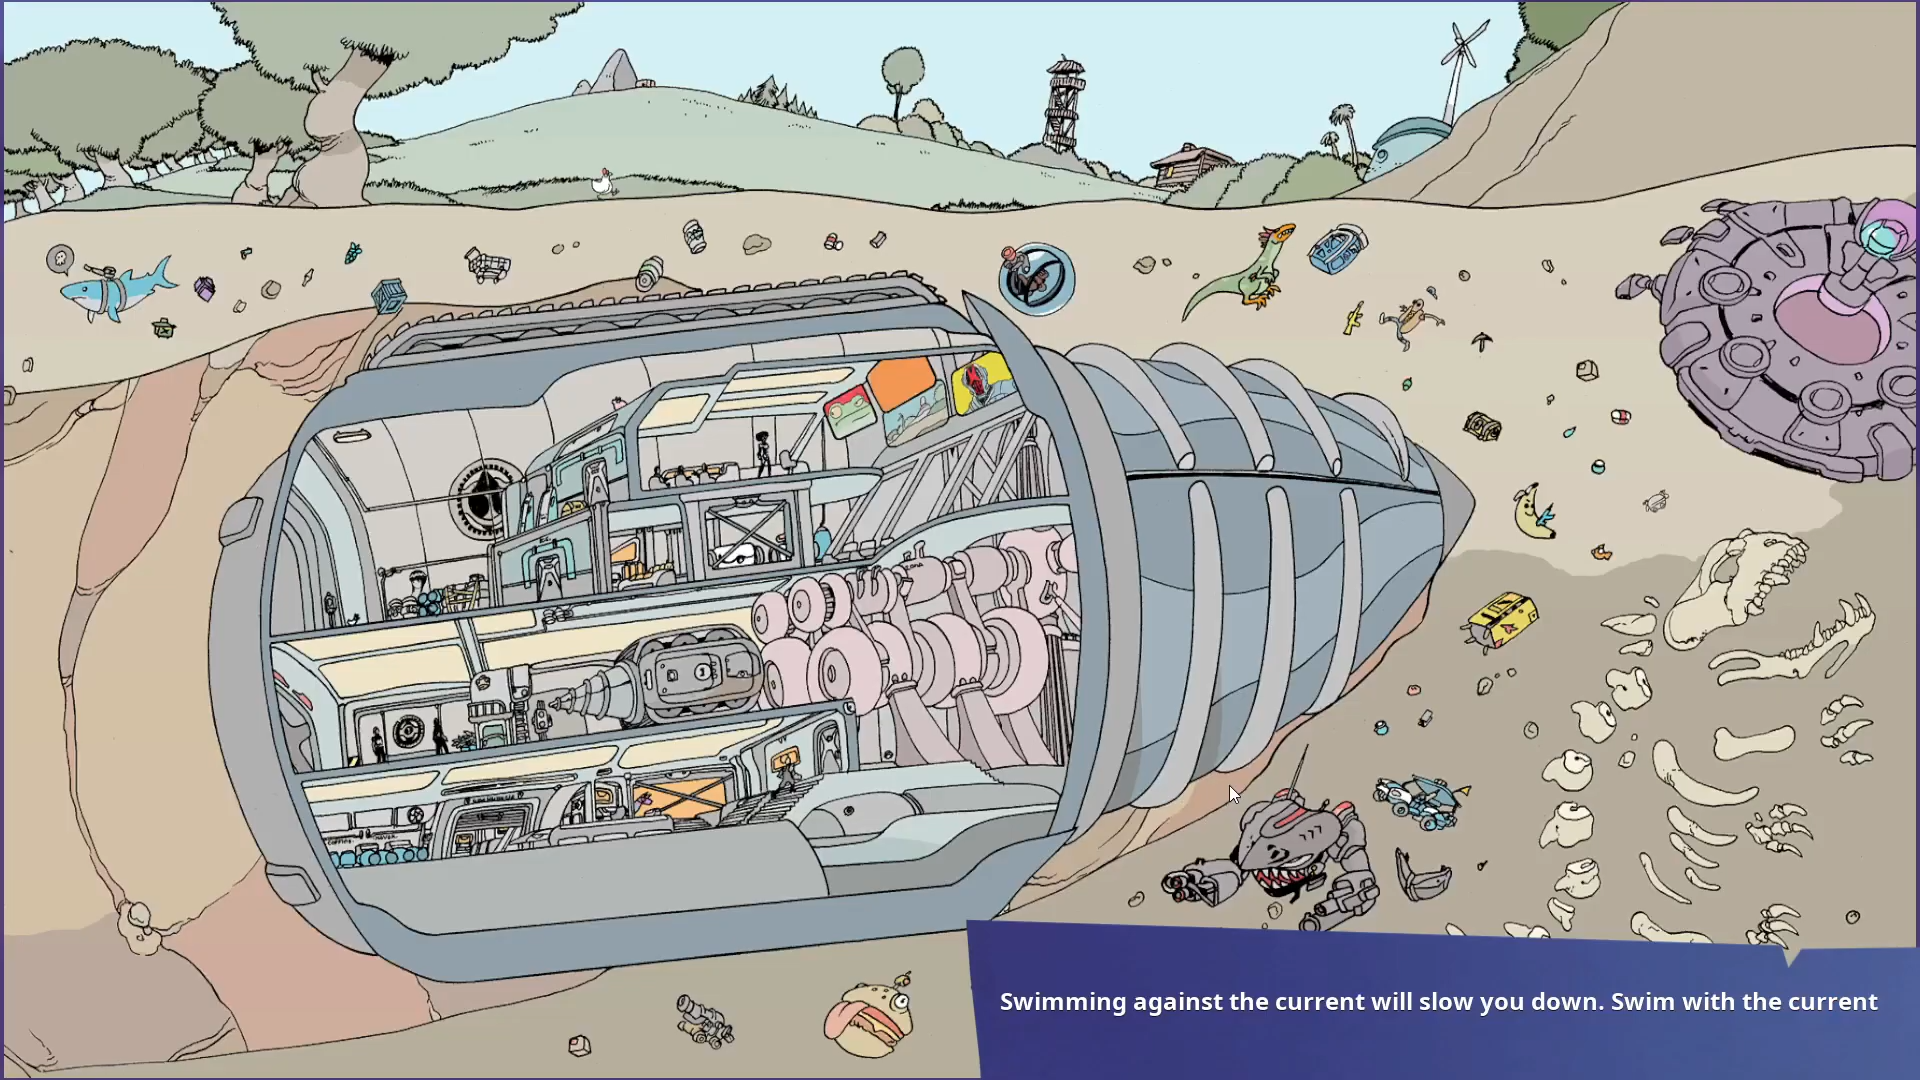 Swimming against the current will slow you down. Swim with the current